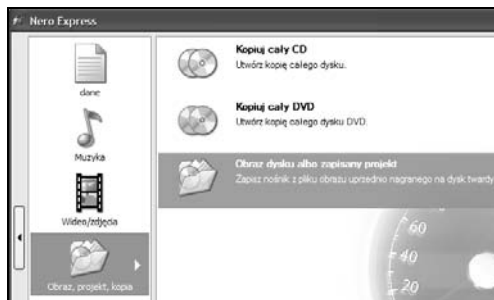 Nero Express
dane
Muzyka
Wideo/zdjęcia
Obraz, projekt, kopia
Kopiuj cały CD
Utwórz kopię całego dysku.
Kopiuj cały DVD
Utwórz kopię całego dysku DVD.
Obraz dysku albo zapisany projekt
Zapisz nośnik z pliku obrazu uprzednio nagranego na dysk twardy
60
40
20